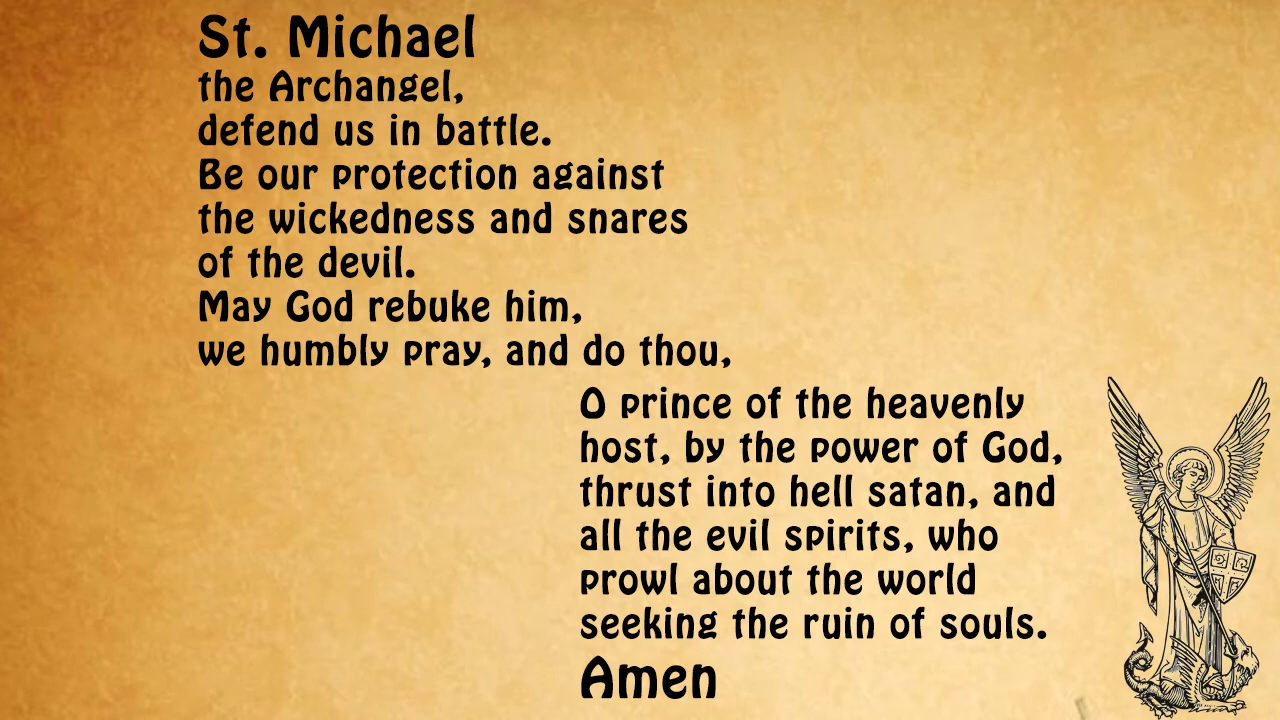 St. Michael
the Archangel,
defend us in battle.
Be our protection against
the wickedness and snares
of the devil.
May God rebuke him,
we humbly pray, and do thou,
O prince of the heavenly
host, by the power of God,
thrust into hell satan, and
all the evil spirits, who
prowl about the world
seeking the ruin of souls.
Amen